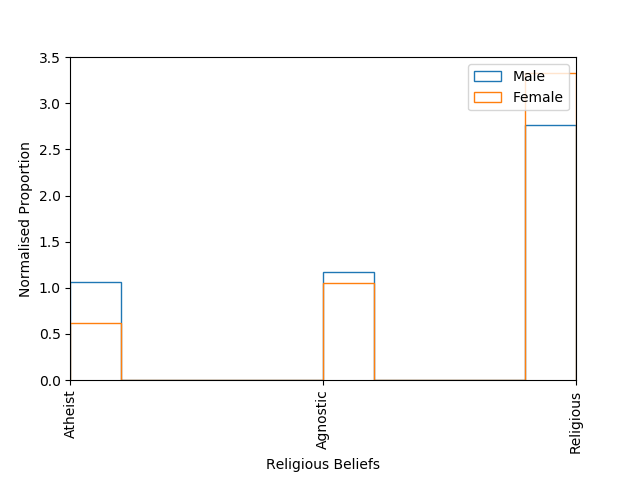 3.5
3.0
2.5
2.0
1.5
1.0
0.5
0.0
Normalised Proportion
Male
Female
Atheist
Agnostic
Religious
Religious Beliefs